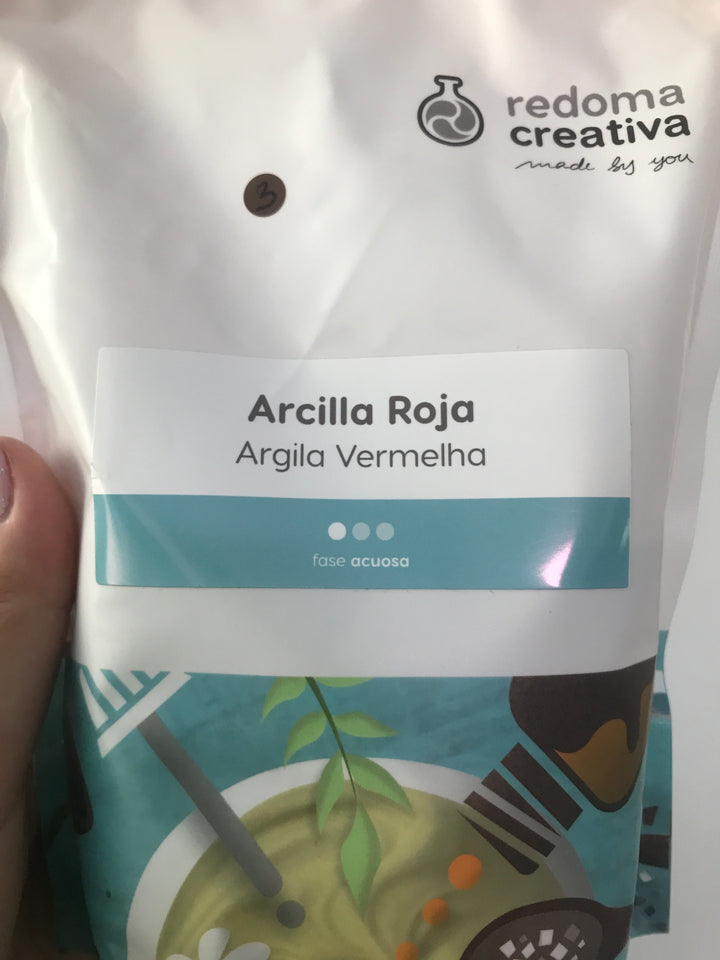 redoma
creativa
made by you
3
Arcilla Roja
Argila Vermelha
fase acuosa